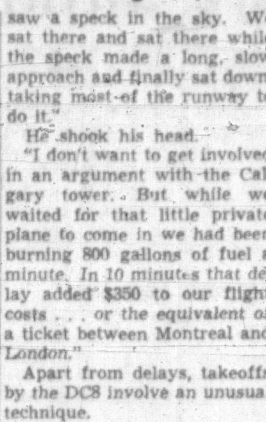 saw a speck in the sky. W
sat there and sat there while
the speck made a long, slow
approach and finally sat down
taking most of the runway t
do it."
He shook his head.
"I don't want to get involved
in an argument with the Cal
gary tower. But while we
waited for that little private
plane to come in we had been
burning 800 gallons of fuel a
minute. In 10 minutes that de
lay added $350 to our flight
costs . . . or the equivalent of
a ticket between Montreal and
London."
Apart from delays, takeoffs
by the DC8 involve an unusua
technique.